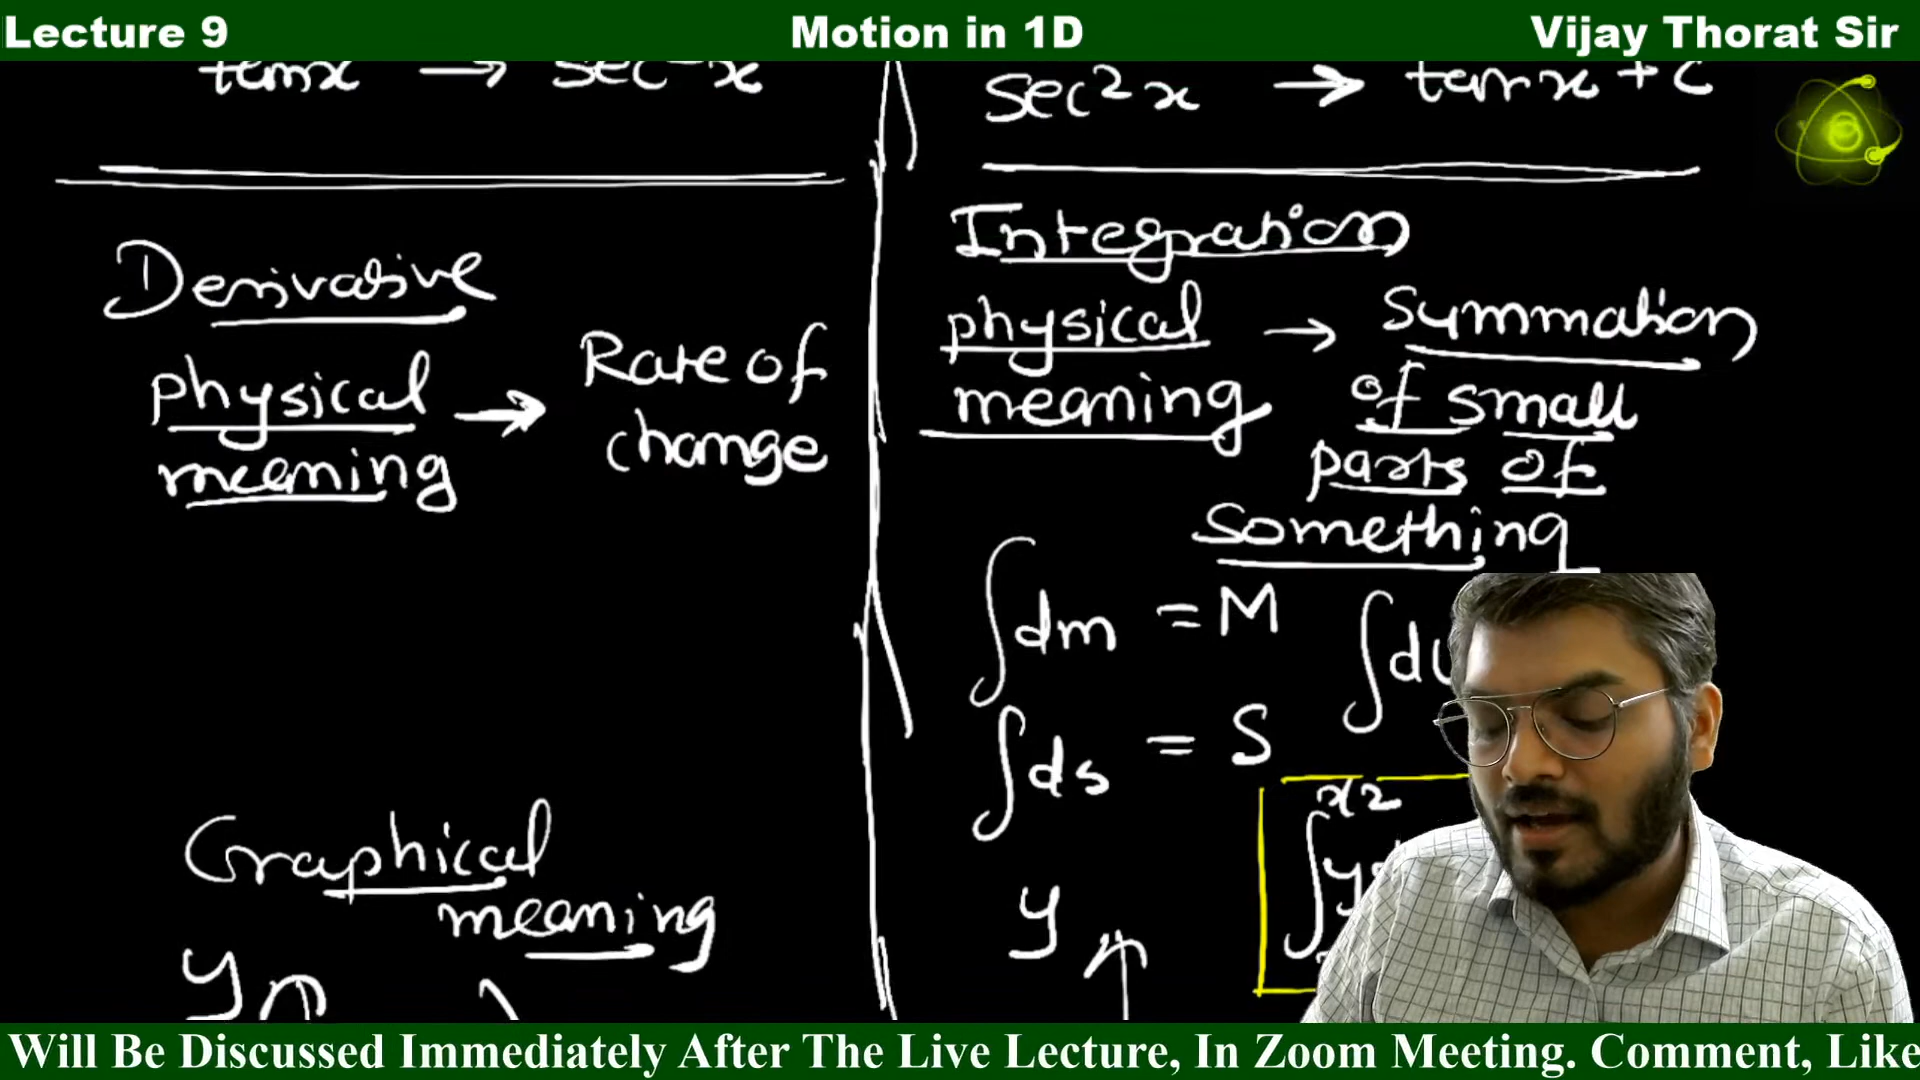 Lecture 9
Motion in 1D
Vijay Thorat Sir
tanx → sec²x
Derivative
physical → Rate of
meaning change
Graphical
meaning
y
sec²x → tanx + C
Integration
physical → Summation
meaning of small
parts of
something
∫dm = M ∫d
∫ds = S
x2
∫y
y
Will Be Discussed Immediately After The Live Lecture, In Zoom Meeting. Comment, Like